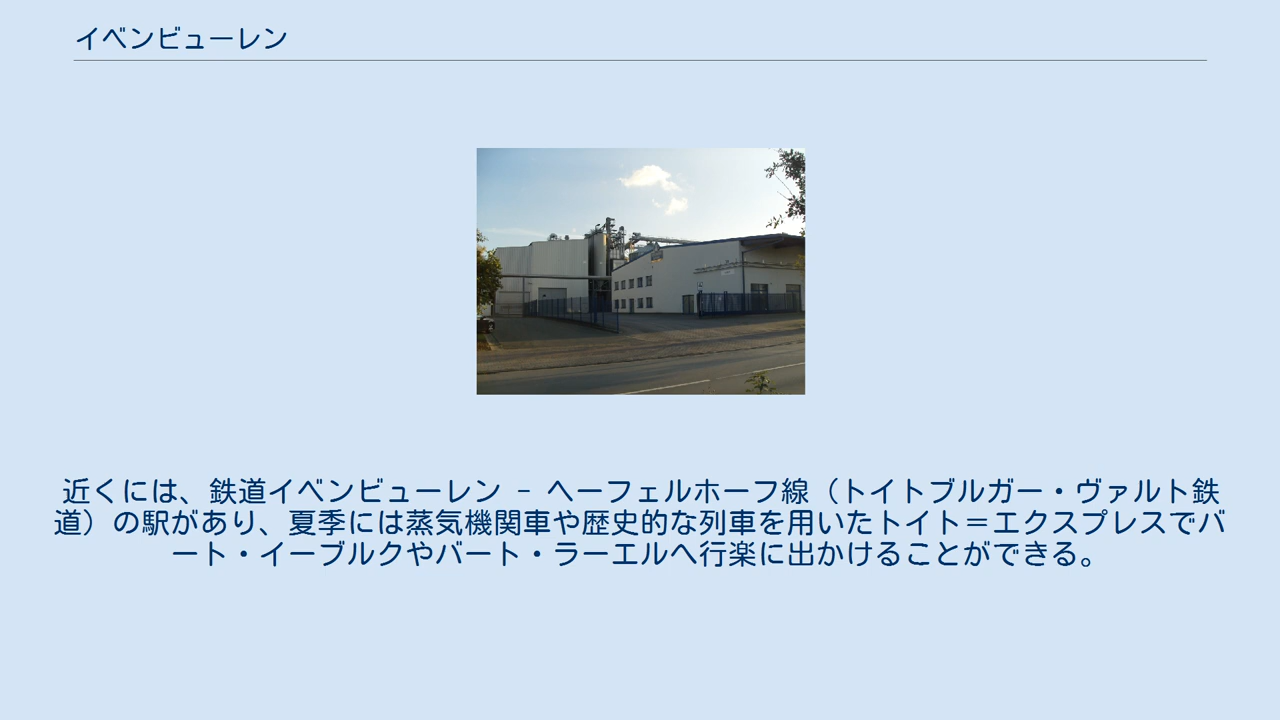 イベンビューレン
近くには、鉄道イベンビューレン - ヘーフェルホーフ線（トイトブルガー・ヴァルト鉄
道）の駅があり、夏季には蒸気機関車や歴史的な列車を用いたトイト＝エクスプレスでバ
ート・イーブルクやバート・ラーエルへ行楽に出かけることができる。